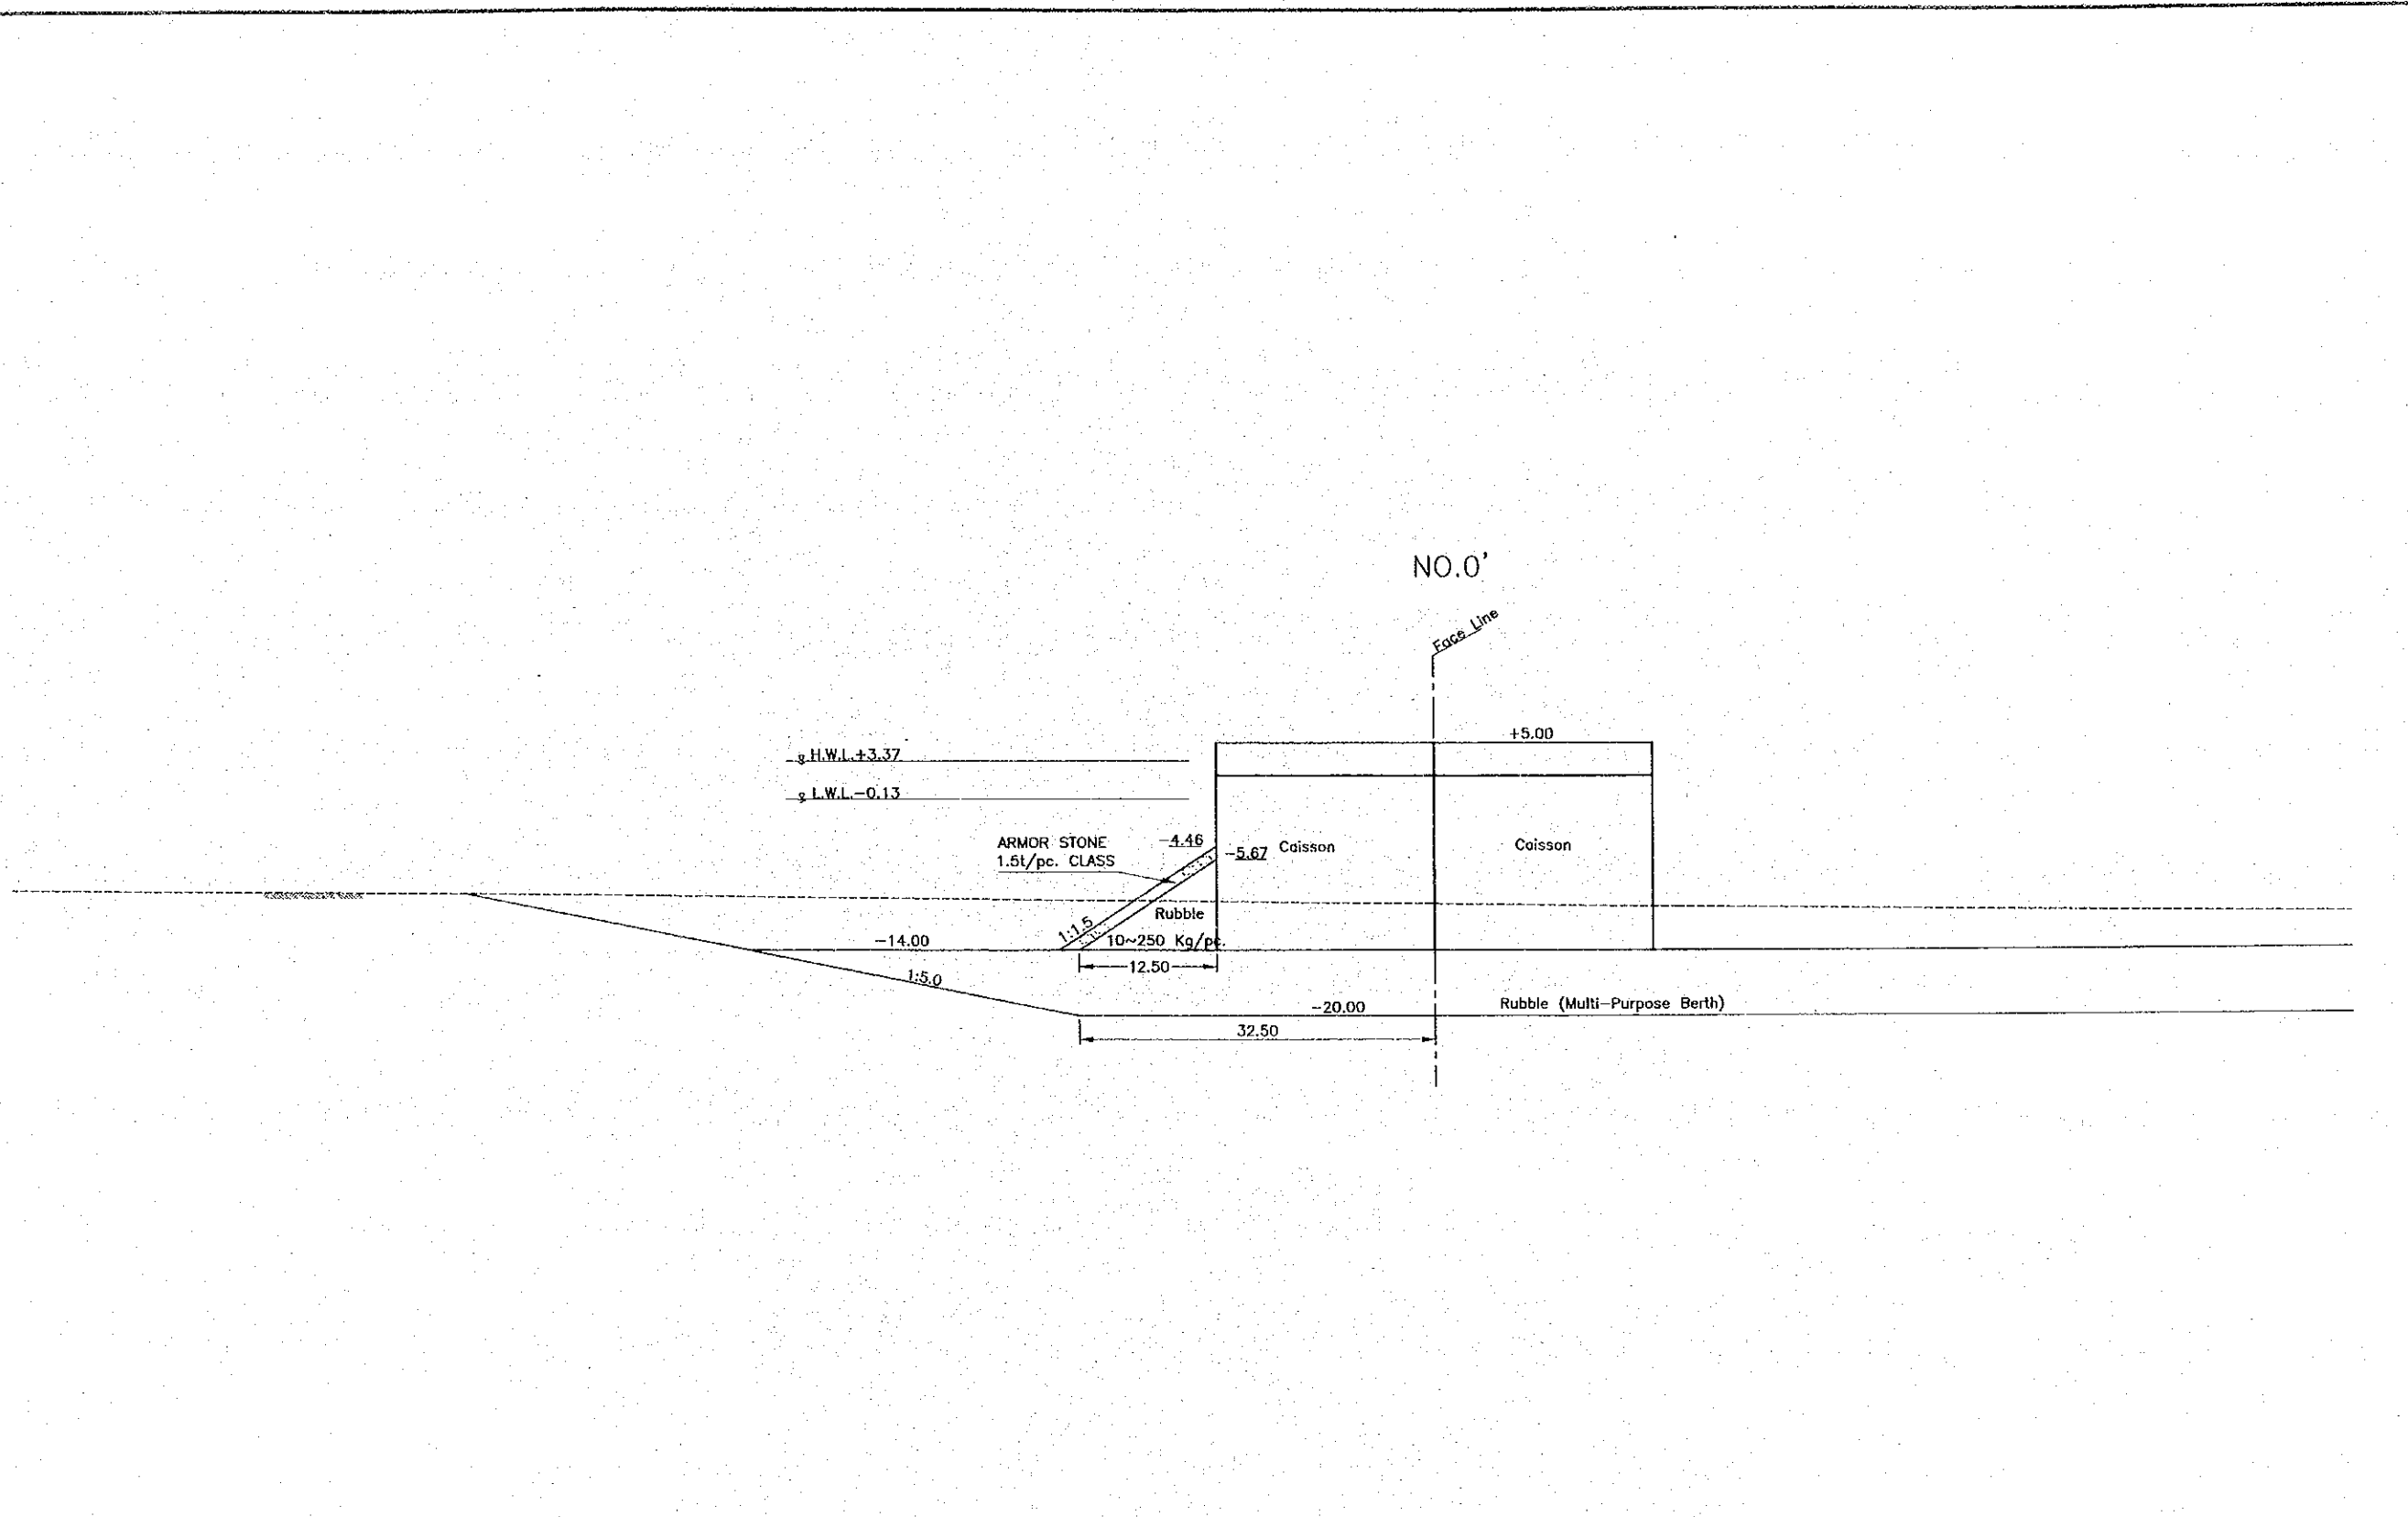 NO.0'
Face Line
+5.00
H.W.L.+3.37
L.W.L.-0.13
ARMOR STONE
1.5t/pc. CLASS
-4.46
-5.67
Caisson
Caisson
Rubble
1:1.5
10~250 Kg/pc.
-14.00
12.50
1:5.0
-20.00
Rubble (Multi-Purpose Berth)
32.50